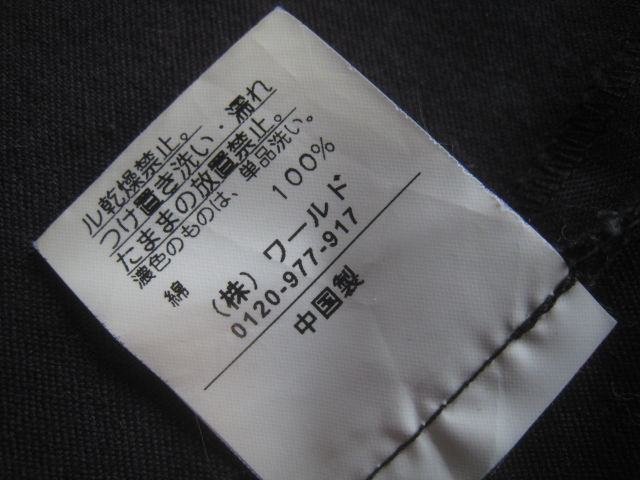 ル乾燥禁止。
つけ置き洗い・濡れ
たままの放置禁止。
濃色のものは、単品洗い。
綿 100%
(株) ワールド
0120-977-917
中国製